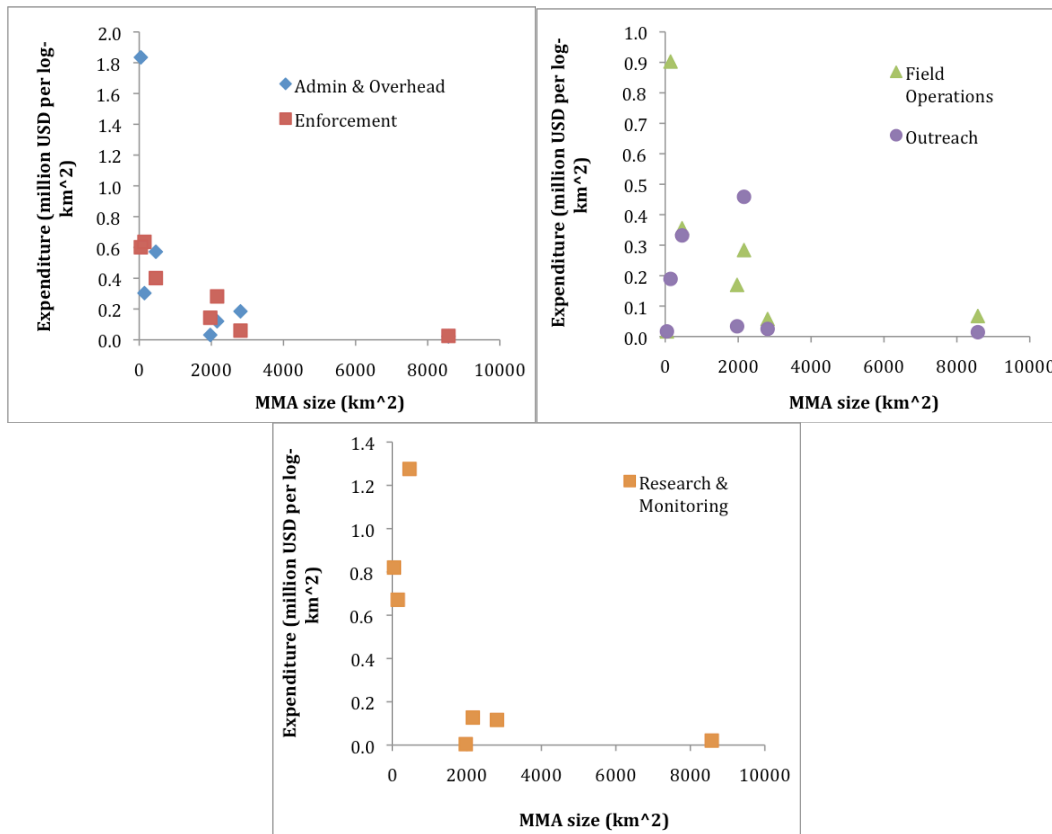 Expenditure (million USD per log-
km^2)
2.0
1.8
1.6
1.4
1.2
1.0
0.8
0.6
0.4
0.2
0.0
Admin & Overhead
Enforcement
0 2000 4000 6000 8000 10000
MMA size (km^2)
Expenditure (million USD per log-
km^2)
1.0
0.9
0.8
0.7
0.6
0.5
0.4
0.3
0.2
0.1
0.0
Field
Operations
Outreach
0 2000 4000 6000 8000 10000
MMA size (km^2)
Expenditure (million USD per log-
km^2)
1.4
1.2
1.0
0.8
0.6
0.4
0.2
0.0
Research &
Monitoring
0 2000 4000 6000 8000 10000
MMA size (km^2)